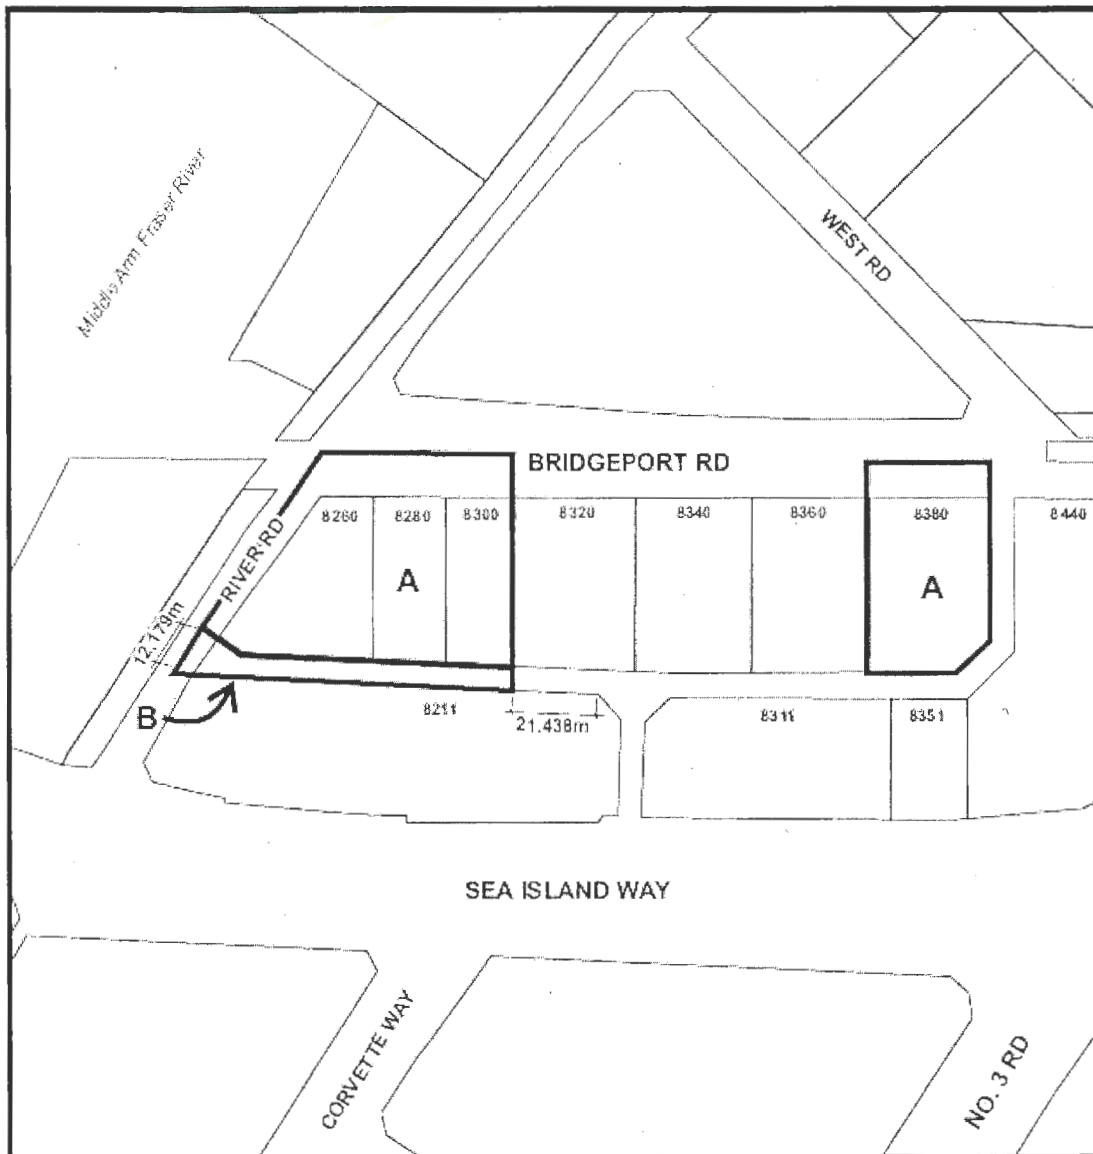 Middle Arm Fraser River
WEST RD
BRIDGEPORT RD
RIVER RD
8260
8280
8300
8320
8340
8360
8380
8440
A
A
12.179m
B
8211
21.438m
8311
8351
SEA ISLAND WAY
CORVETTE WAY
NO. 3 RD